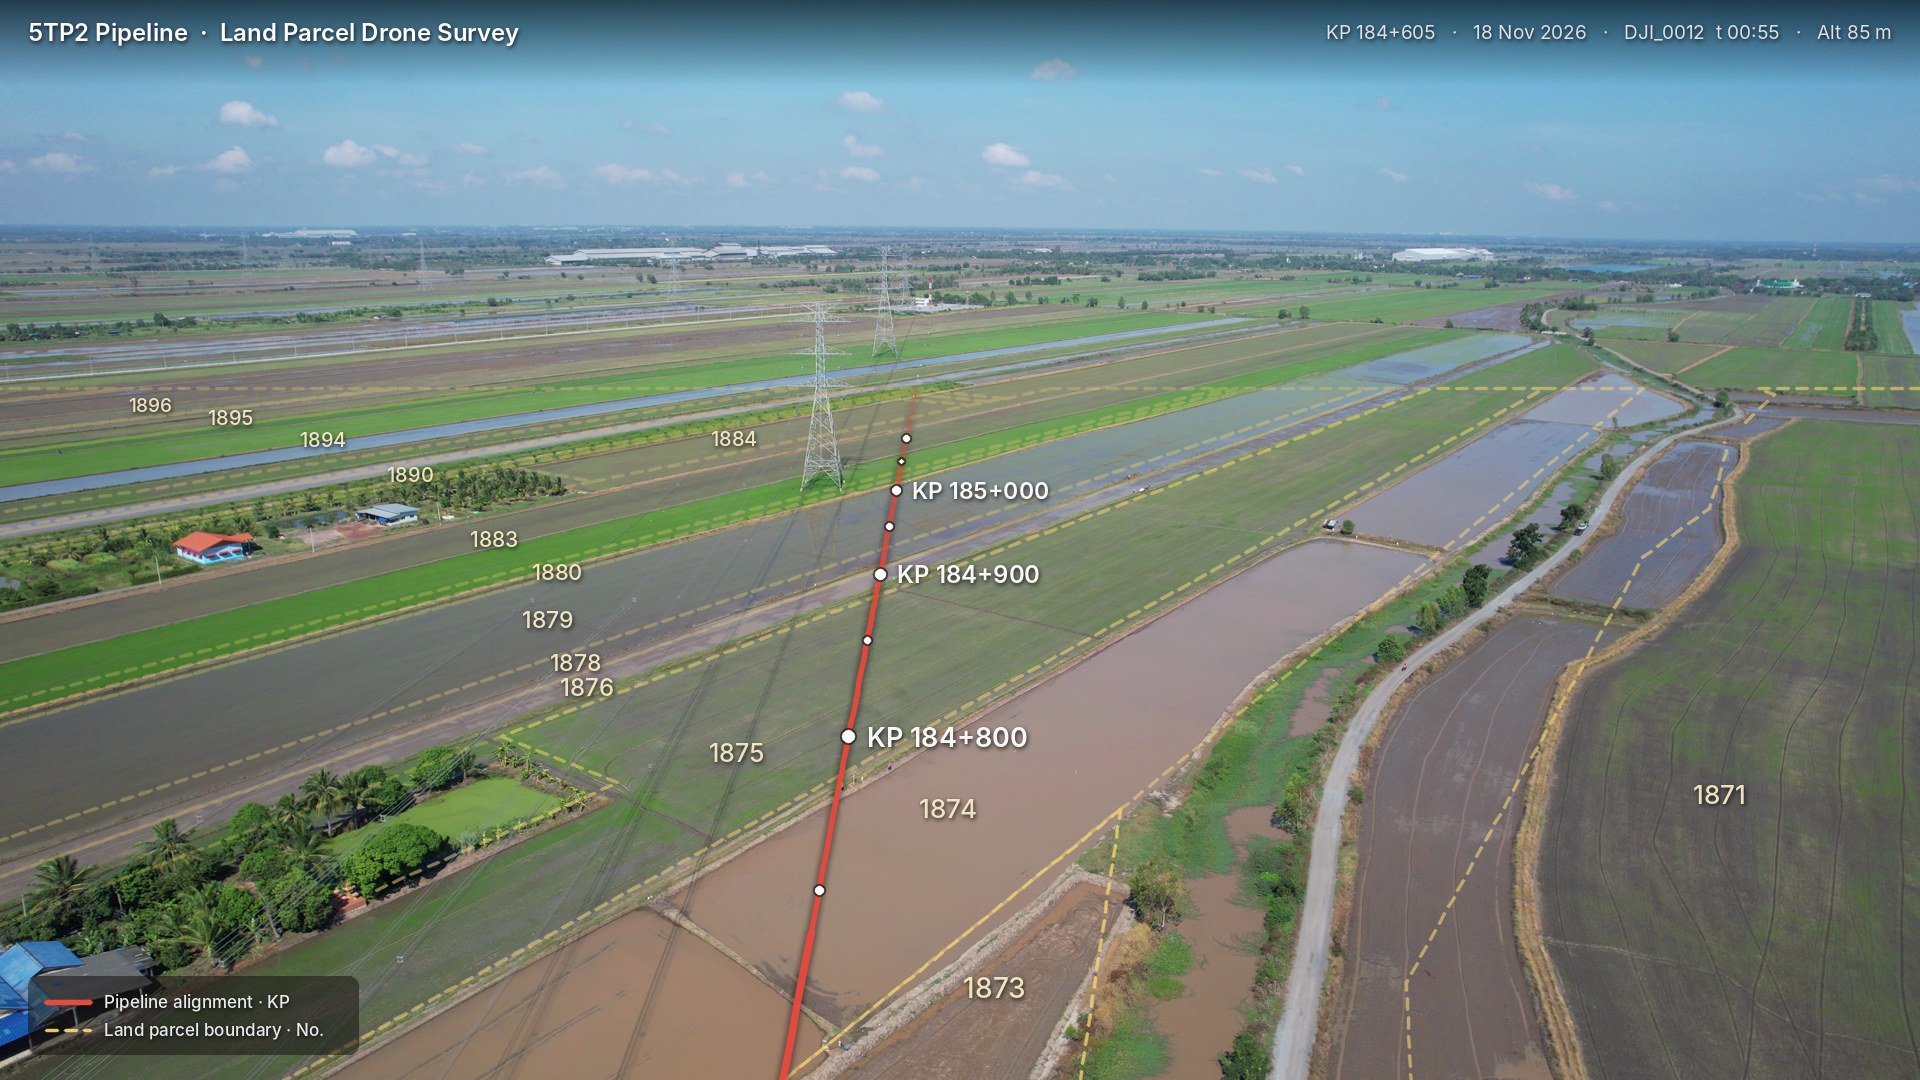 5TP2 Pipeline · Land Parcel Drone Survey
KP 184+605 · 18 Nov 2026 · DJI_0012 t 00:55 · Alt 85 m
1896
1895
1894
1884
1890
KP 185+000
1883
1880
KP 184+900
1879
1878
1876
KP 184+800
1875
1874
1871
1873
Pipeline alignment · KP
Land parcel boundary · No.